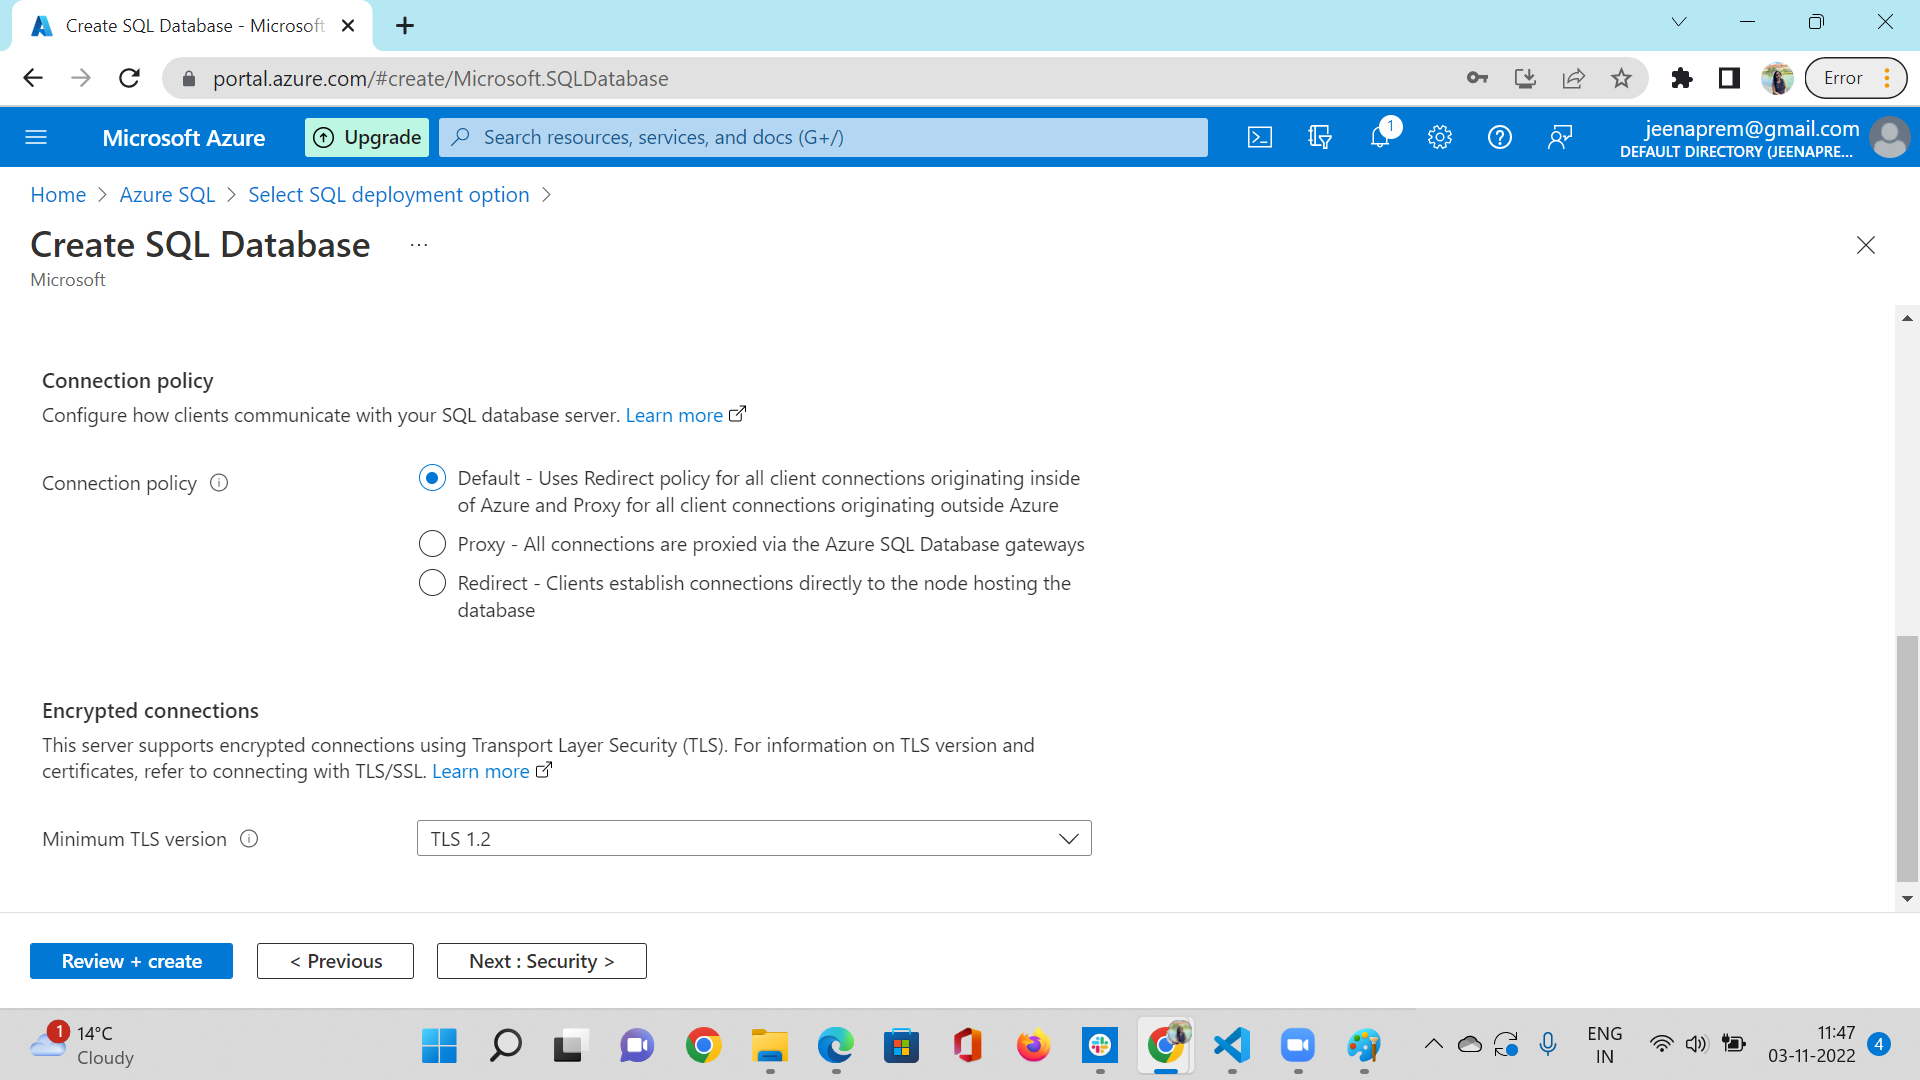 Create SQL Database - Microsoft
portal.azure.com/#create/Microsoft.SQLDatabase
Error
Microsoft Azure
Upgrade
Search resources, services, and docs (G+/)
1
jeenaprem@gmail.com
DEFAULT DIRECTORY (JEENAPRE...
Home > Azure SQL > Select SQL deployment option >
Create SQL Database ...
Microsoft
Connection policy
Configure how clients communicate with your SQL database server. Learn more
Connection policy
Default - Uses Redirect policy for all client connections originating inside
of Azure and Proxy for all client connections originating outside Azure
Proxy - All connections are proxied via the Azure SQL Database gateways
Redirect - Clients establish connections directly to the node hosting the
database
Encrypted connections
This server supports encrypted connections using Transport Layer Security (TLS). For information on TLS version and
certificates, refer to connecting with TLS/SSL. Learn more
Minimum TLS version
TLS 1.2
Review + create
< Previous
Next : Security >
1
14°C
Cloudy
ENG
IN
11:47
03-11-2022
4